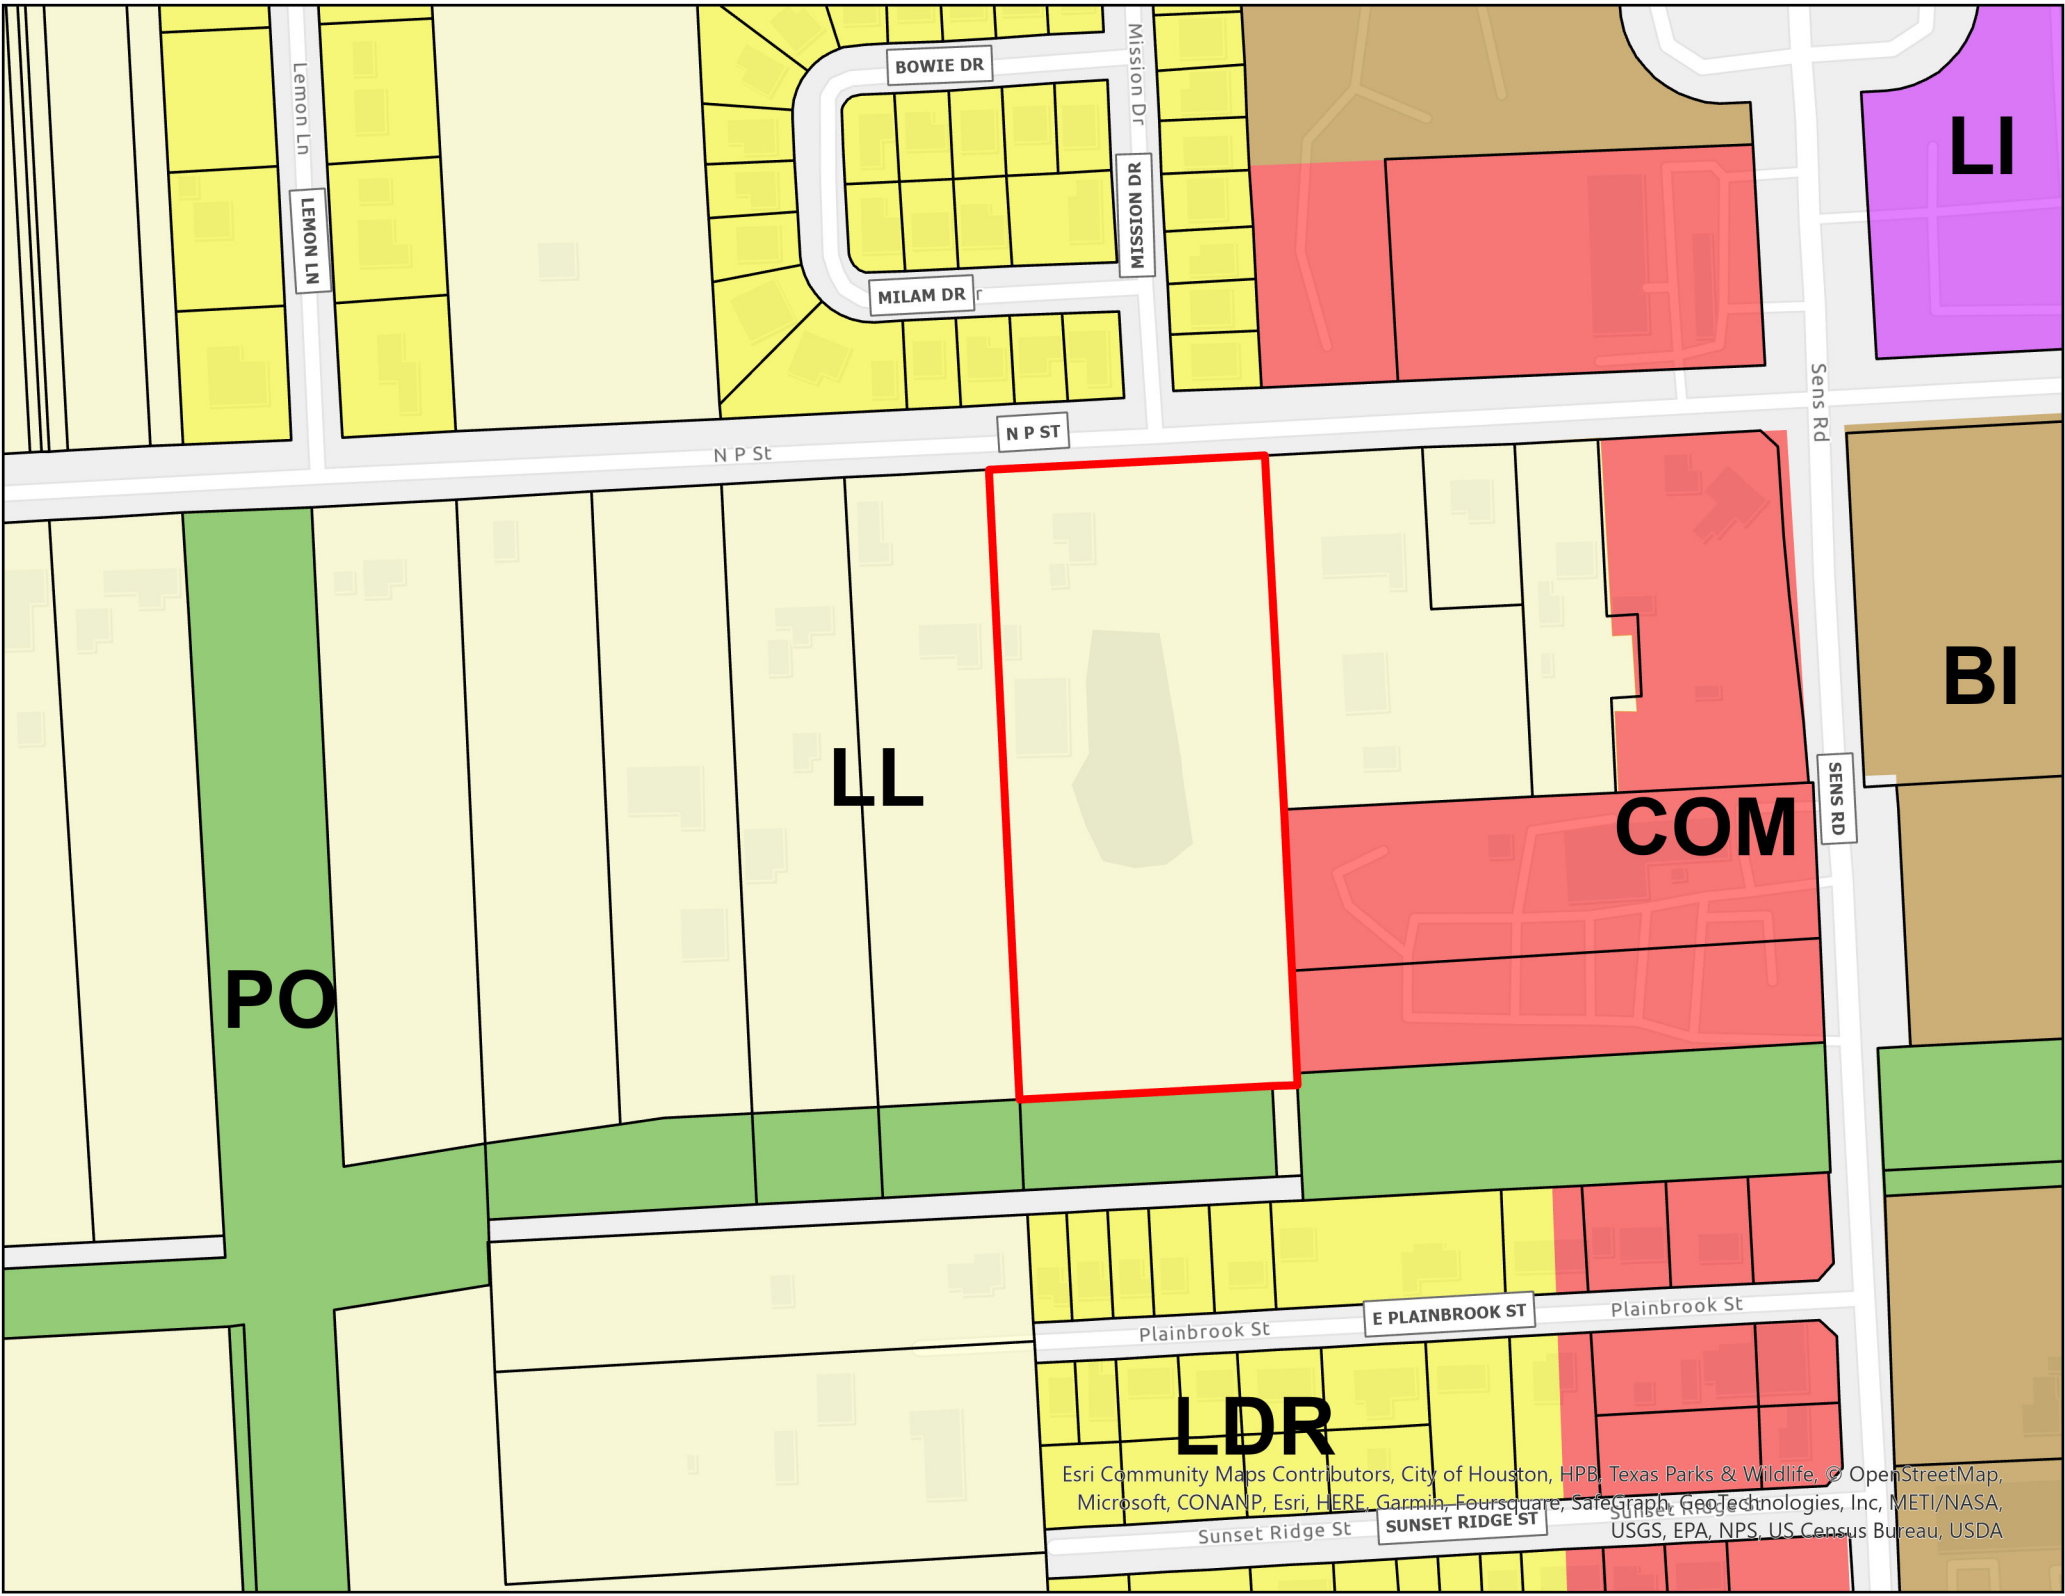 Lemon Ln
LEMON LN
BOWIE DR
Mission Dr
MISSION DR
MILAM DR
r
LI
N P St
N P ST
Sens Rd
SENS RD
BI
LL
COM
PO
Plainbrook St
E PLAINBROOK ST
Plainbrook St
LDR
Esri Community Maps Contributors, City of Houston, HPB, Texas Parks & Wildlife, © OpenStreetMap,
Microsoft, CONANP, Esri, HERE, Garmin, Foursquare, SafeGraph, GeoTechnologies, Inc, METI/NASA,
USGS, EPA, NPS, US Census Bureau, USDA
Sunset Ridge St
SUNSET RIDGE ST
Sunset Ridge St